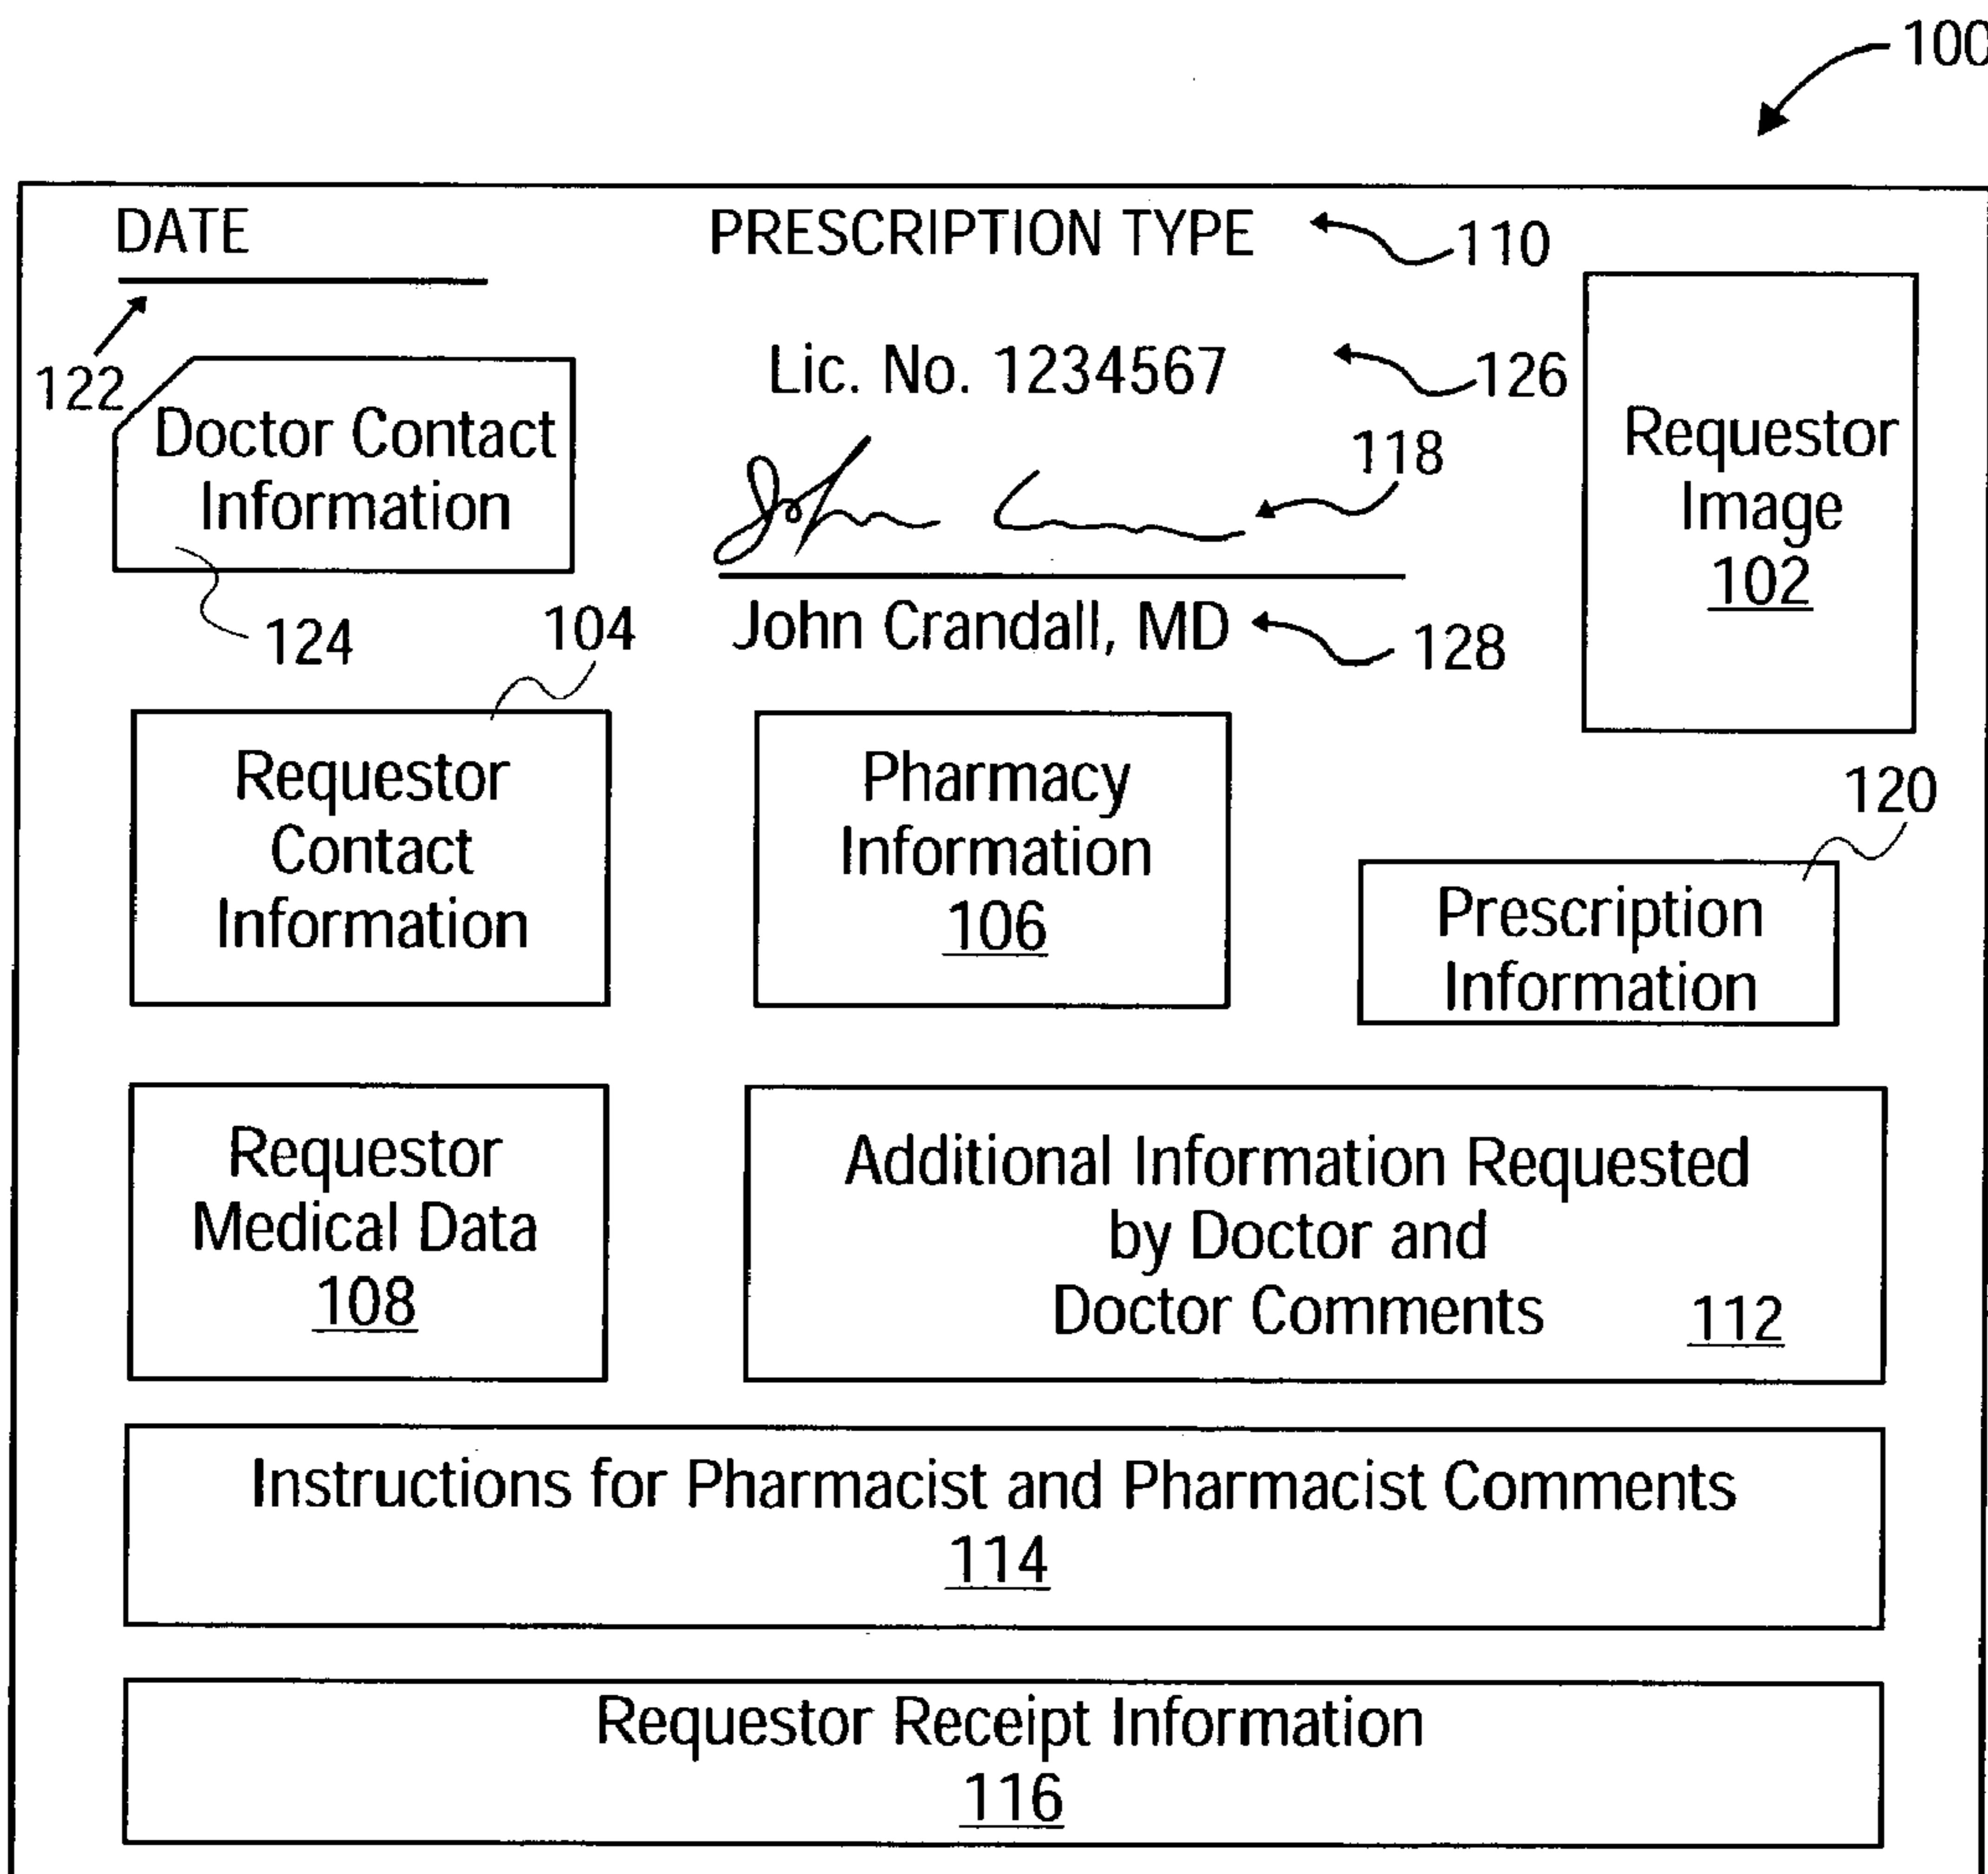 100
DATE
PRESCRIPTION TYPE
110
122
Lic. No. 1234567
126
Doctor Contact
Information
124
John
118
John Crandall, MD
128
Requestor
Image
102
104
Requestor
Contact
Information
Pharmacy
Information
106
120
Prescription
Information
Requestor
Medical Data
108
Additional Information Requested
by Doctor and
Doctor Comments
112
Instructions for Pharmacist and Pharmacist Comments
114
Requestor Receipt Information
116